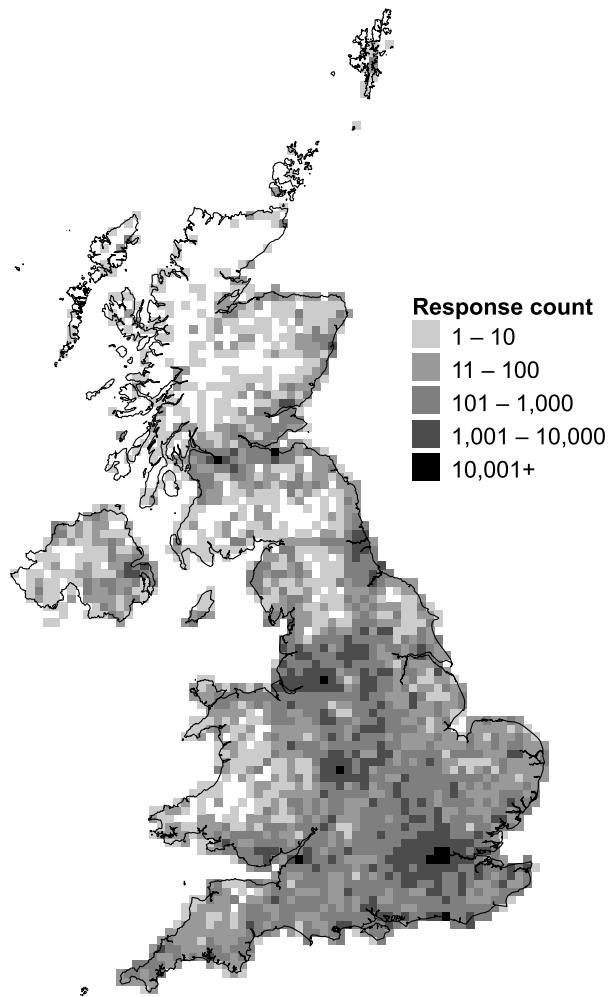 Response count
1 – 10
11 – 100
101 – 1,000
1,001 – 10,000
10,001+